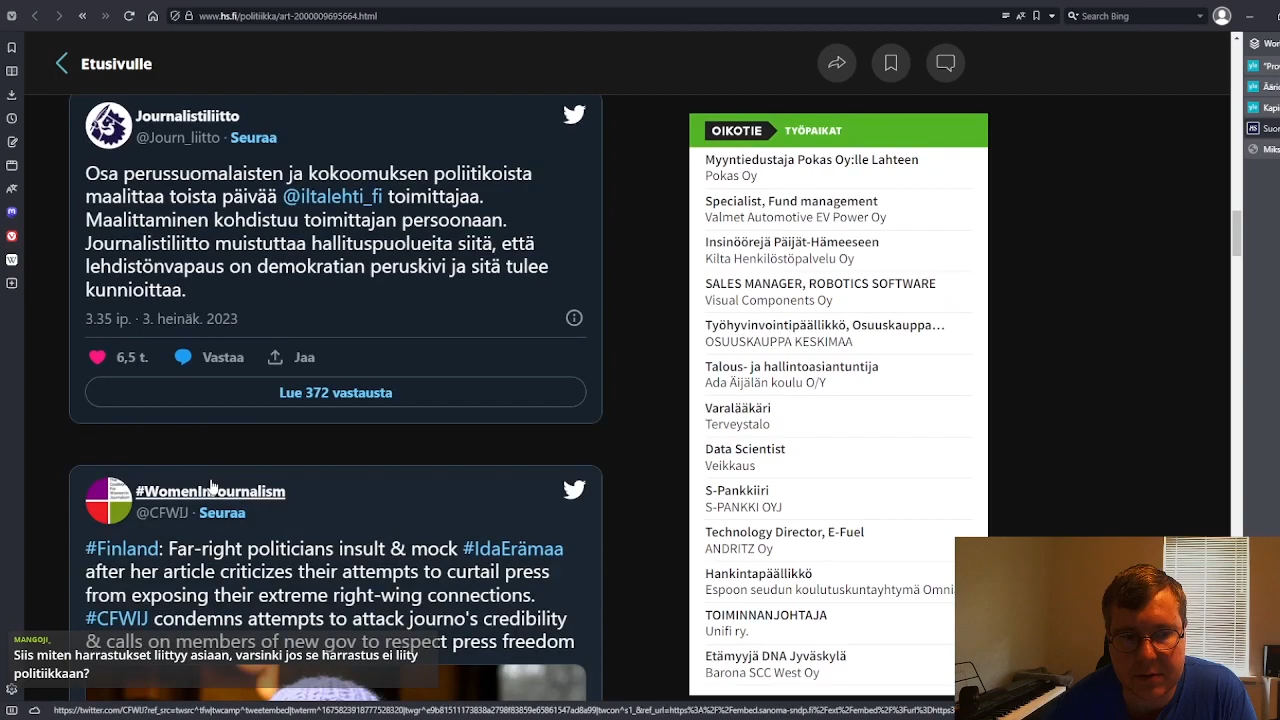 www.hs.fi/politiikka/art-2000009695664.html
Search Bing
Etusivulle
Journalistiliitto
@Journ_liitto · Seuraa
Osa perussuomalaisten ja kokoomuksen poliitikoista
maalittaa toista päivää @iltalehti_fi toimittajaa.
Maalittaminen kohdistuu toimittajan persoonaan.
Journalistiliitto muistuttaa hallituspuolueita siitä, että
lehdistönvapaus on demokratian peruskivi ja sitä tulee
kunnioittaa.
3.35 ip. · 3. heinäk. 2023
6,5 t. Vastaa Jaa
Lue 372 vastausta
#WomenInJournalism
@CFWIJ · Seuraa
#Finland: Far-right politicians insult & mock #IdaErämaa
after her article criticizes their attempts to curtail press
from exposing their extreme right-wing connections.
#CFWIJ condemns attempts to attack journo's credibility
& calls on members of new gov to respect press freedom
MANGOJI_
Siis miten harrastukset liittyy asiaan, varsinki jos se harrastus ei liity
politiikkaan?
OIKOTIE TYÖPAIKAT
Myyntiedustaja Pokas Oy:lle Lahteen
Pokas Oy
Specialist, Fund management
Valmet Automotive EV Power Oy
Insinöörejä Päijät-Hämeeseen
Kilta Henkilöstöpalvelu Oy
SALES MANAGER, ROBOTICS SOFTWARE
Visual Components Oy
Työhyvinvointipäällikkö, Osuuskauppa...
OSUUSKAUPPA KESKIMAA
Talous- ja hallintoasiantuntija
Ada Äijälän koulu O/Y
Varalääkäri
Terveystalo
Data Scientist
Veikkaus
S-Pankkiiri
S-PANKKI OYJ
Technology Director, E-Fuel
ANDRITZ Oy
Hankintapäällikkö
Espoon seudun koulutuskuntayhtymä Omni
TOIMINNANJOHTAJA
Unifi ry.
Etämyyjä DNA Jyväskylä
Barona SCC West Oy
Wor
"Pro
Ääri
Kapi
Suor
Miks